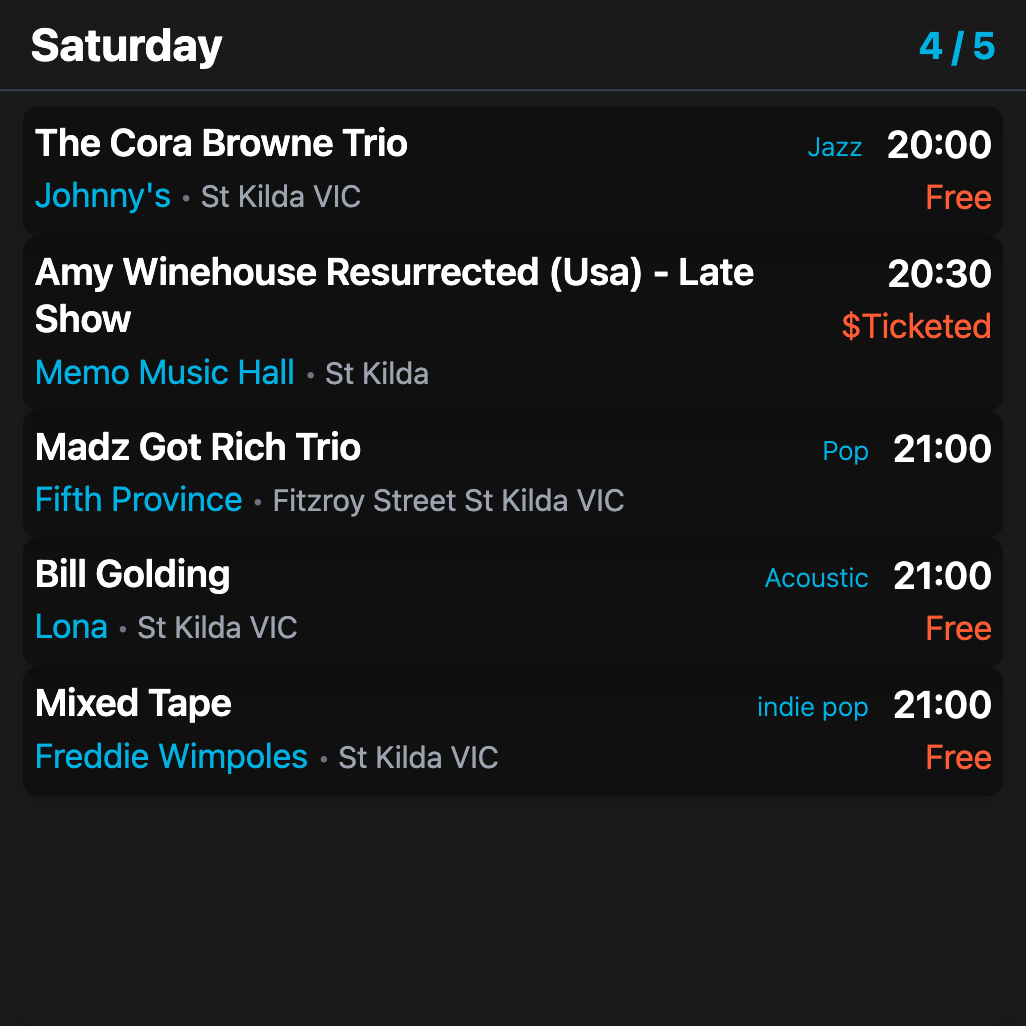 Saturday 4 / 5
The Cora Browne Trio Jazz 20:00
Johnny's • St Kilda VIC Free
Amy Winehouse Resurrected (Usa) - Late 20:30
Show $Ticketed
Memo Music Hall • St Kilda
Madz Got Rich Trio Pop 21:00
Fifth Province • Fitzroy Street St Kilda VIC
Bill Golding Acoustic 21:00
Lona • St Kilda VIC Free
Mixed Tape indie pop 21:00
Freddie Wimpoles • St Kilda VIC Free